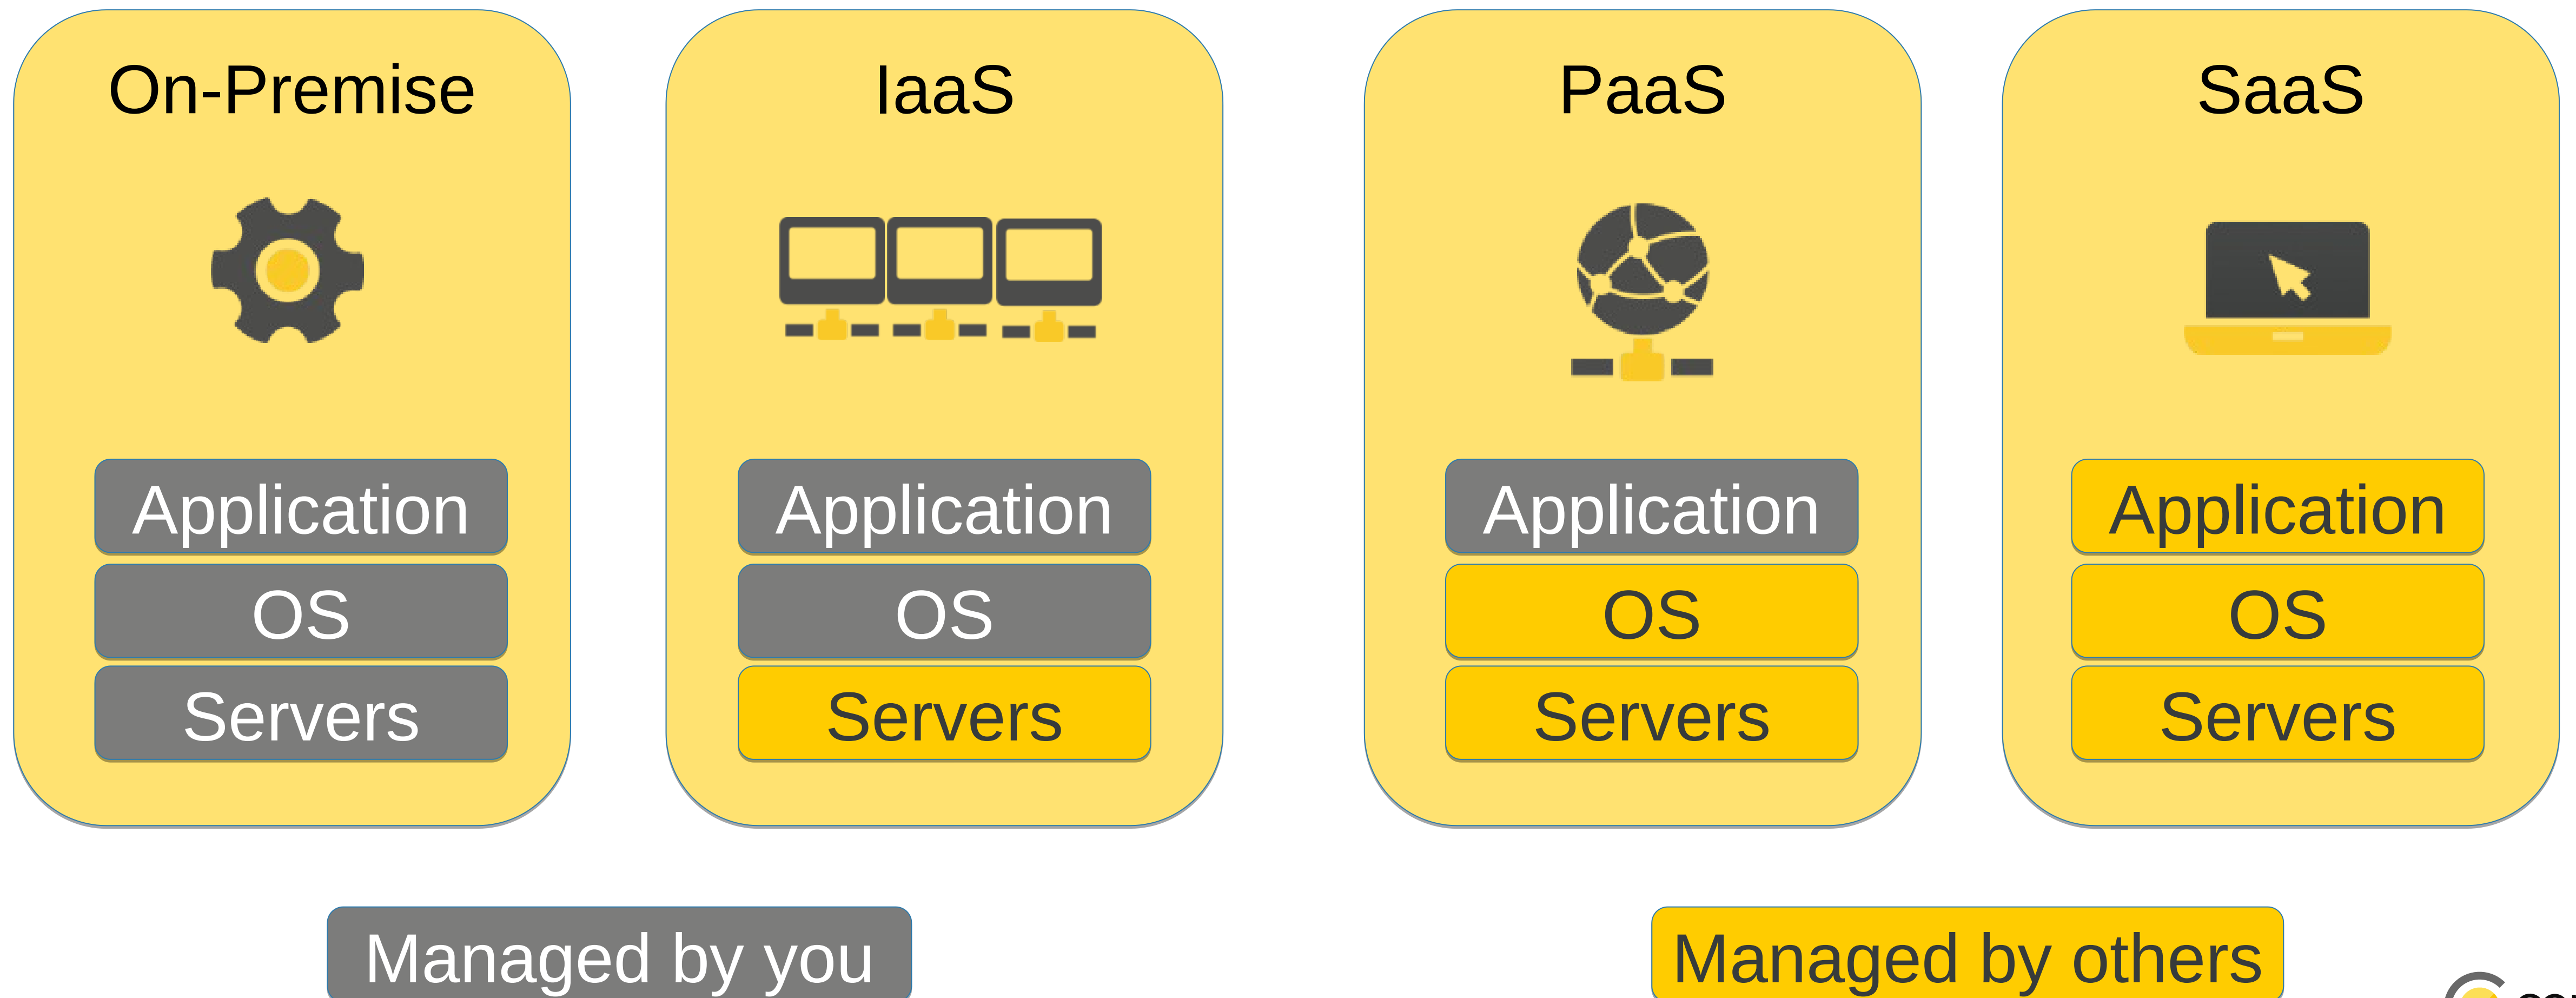 On-Premise
Application
OS
Servers
IaaS
Application
OS
Servers
PaaS
Application
OS
Servers
SaaS
Application
OS
Servers
Managed by you
Managed by others